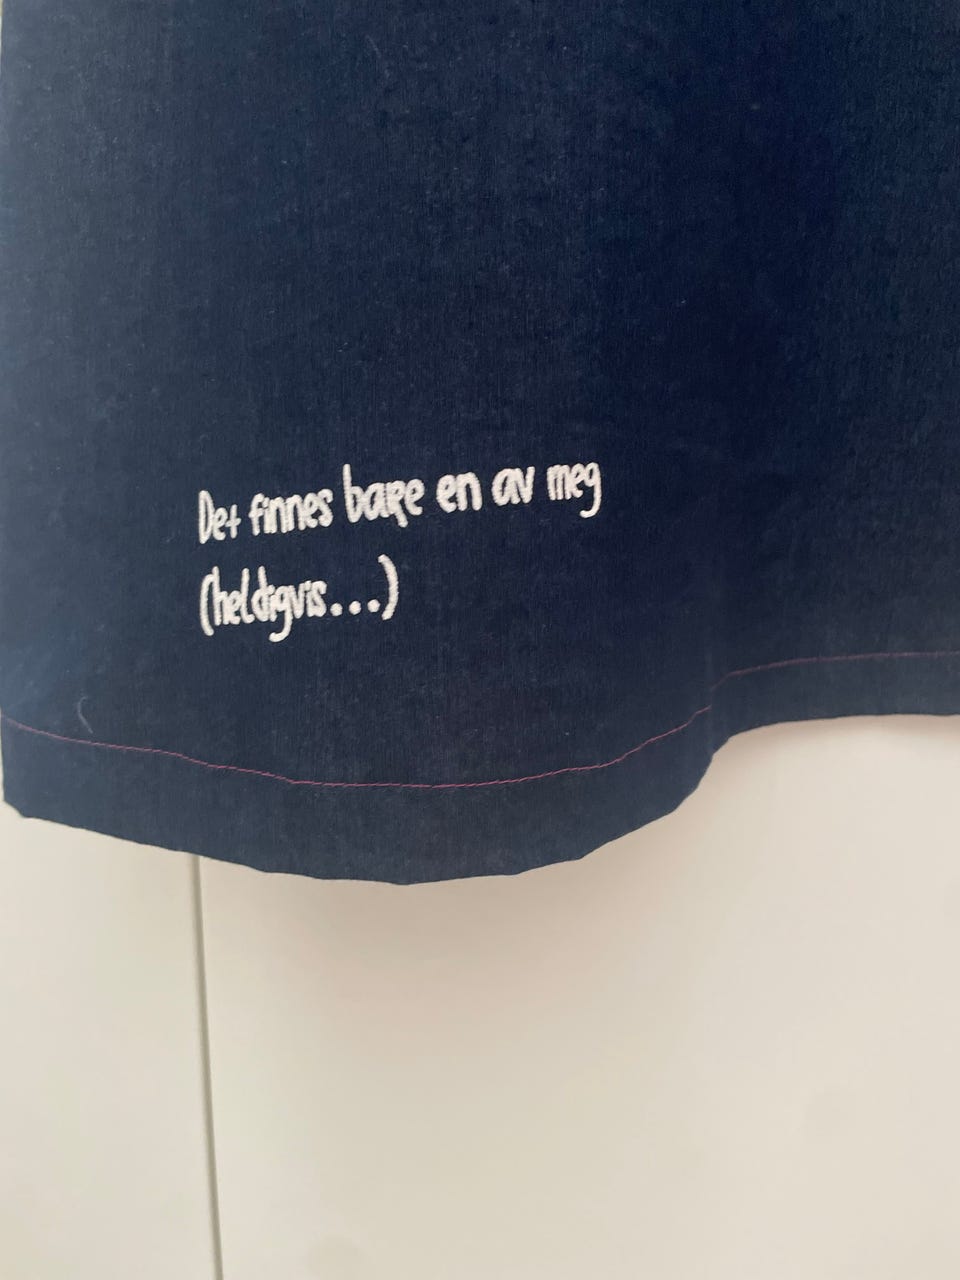 Det finnes bare en av meg
(heldigvis...)